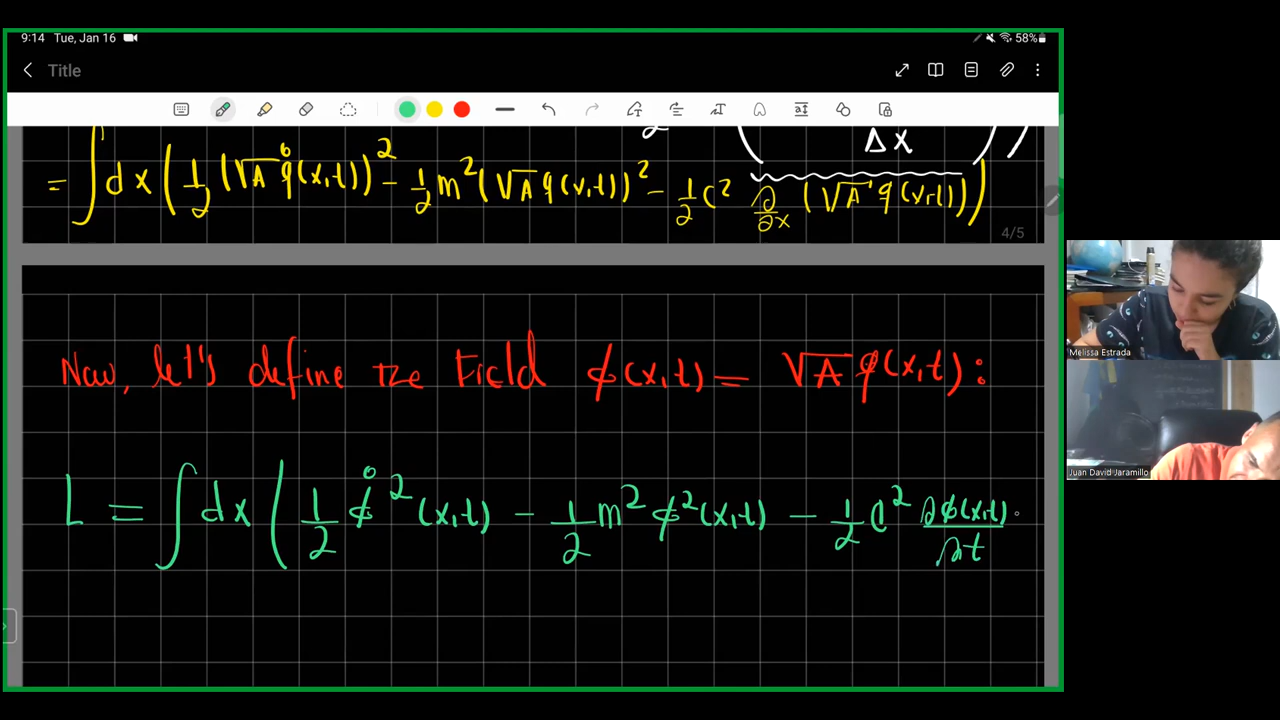 9:14 Tue, Jan 16 58%
Title
2 Δx
= ∫ dx ( 1/2 (√A q̇(x,t))² - 1/2 m² (√A q(x,t))² - 1/2 c² ∂/∂x (√A q(x,t)) )
4/5
Now, let's define the field ϕ(x,t) = √A q(x,t):
L = ∫ dx ( 1/2 ϕ̇²(x,t) - 1/2 m² ϕ²(x,t) - 1/2 c² ∂ϕ(x,t)/∂t
Melissa Estrada
Juan David Jaramillo